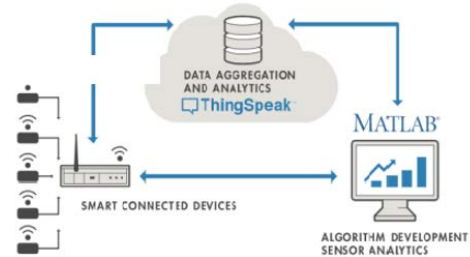 DATA AGGREGATION
AND ANALYTICS
ThingSpeak
MATLAB®
SMART CONNECTED DEVICES
ALGORITHM DEVELOPMENT
SENSOR ANALYTICS